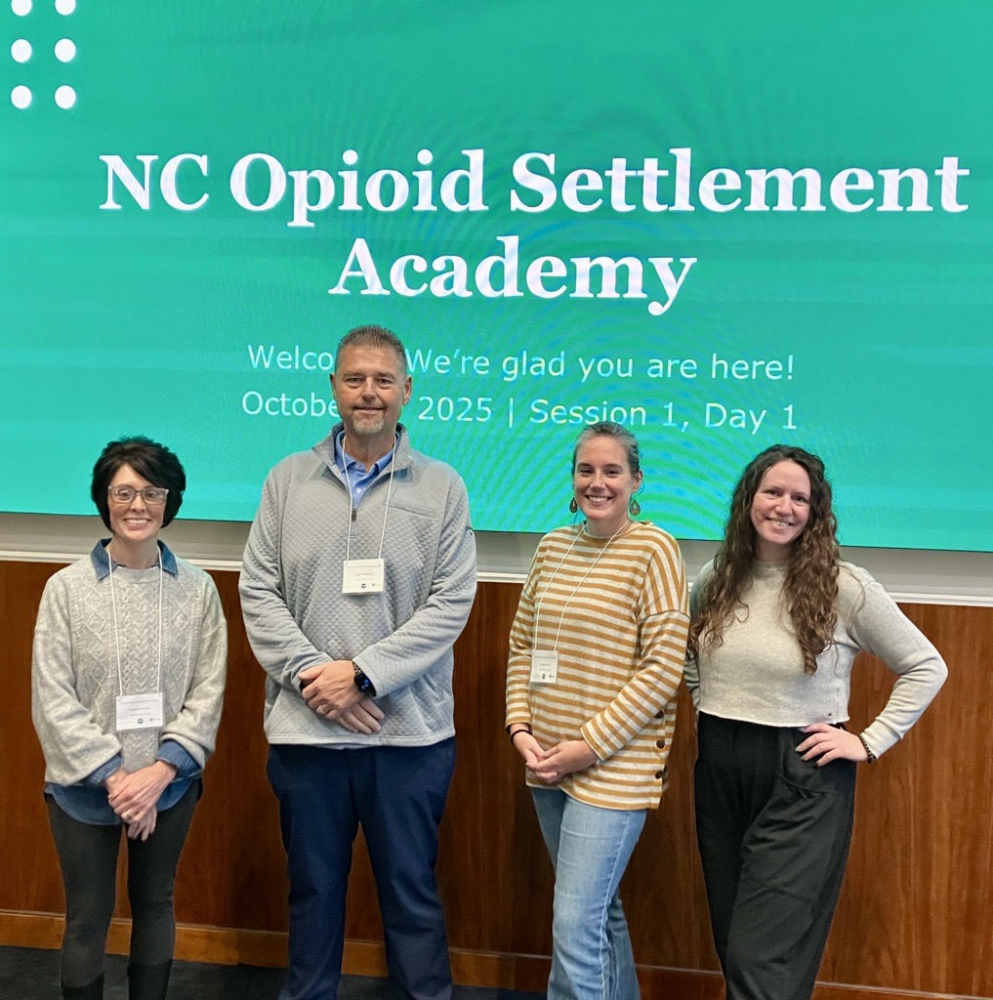 NC Opioid Settlement
Academy
We're glad you are here!
2025 | Session 1, Day 1